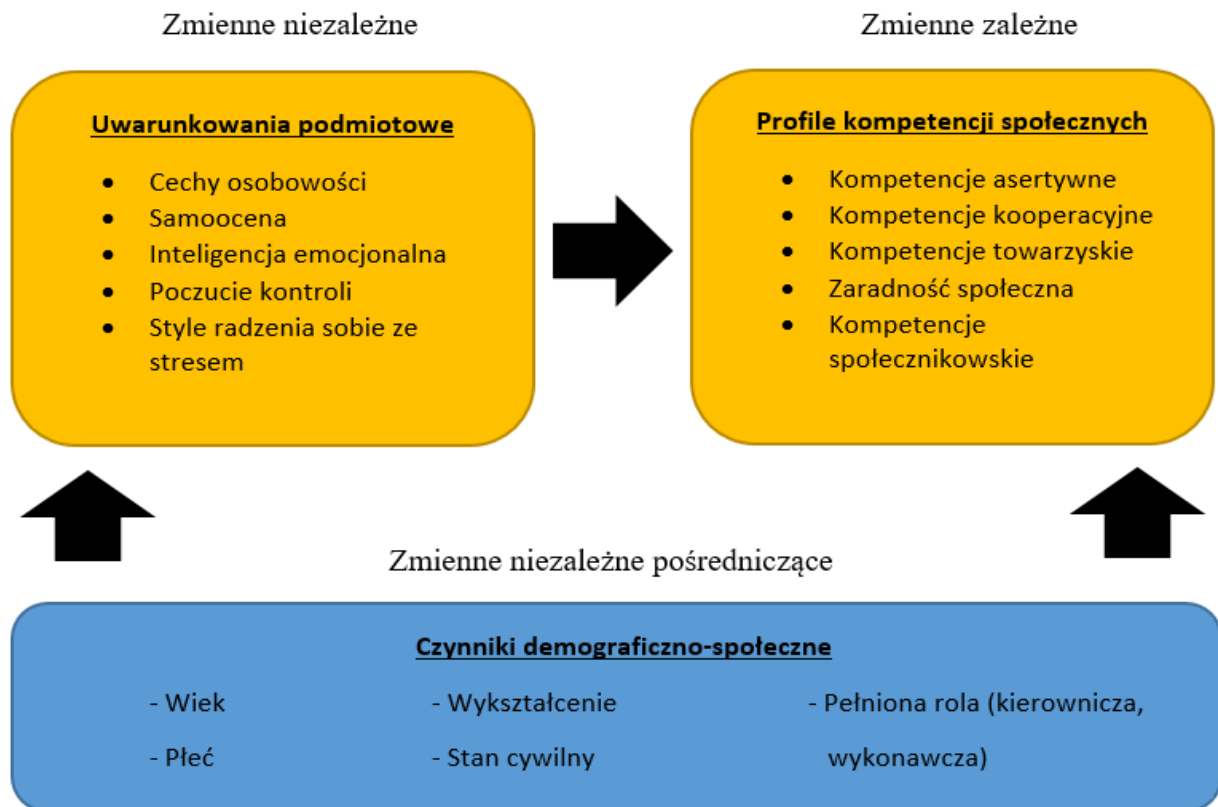 Zmienne niezależne
Zmienne zależne
Uwarunkowania podmiotowe
• Cechy osobowości
• Samoocena
• Inteligencja emocjonalna
• Poczucie kontroli
• Style radzenia sobie ze
stresem
Profile kompetencji społecznych
• Kompetencje asertywne
• Kompetencje kooperacyjne
• Kompetencje towarzyskie
• Zaradność społeczna
• Kompetencje
społecznikowskie
Zmienne niezależne pośredniczące
Czynniki demograficzno-społeczne
- Wiek
- Płeć
- Wykształcenie
- Stan cywilny
- Pełniona rola (kierownicza,
wykonawcza)